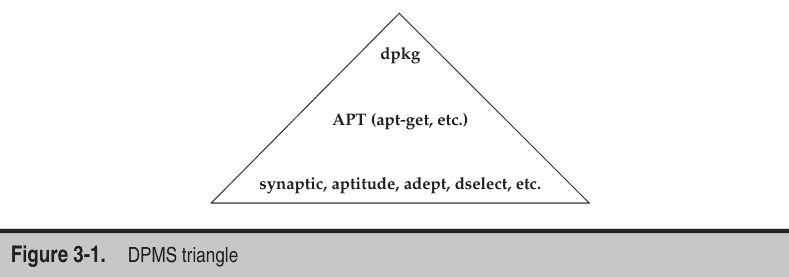 dpkg
APT (apt-get, etc.)
synaptic, aptitude, adept, dselect, etc.
Figure 3-1. DPMS triangle